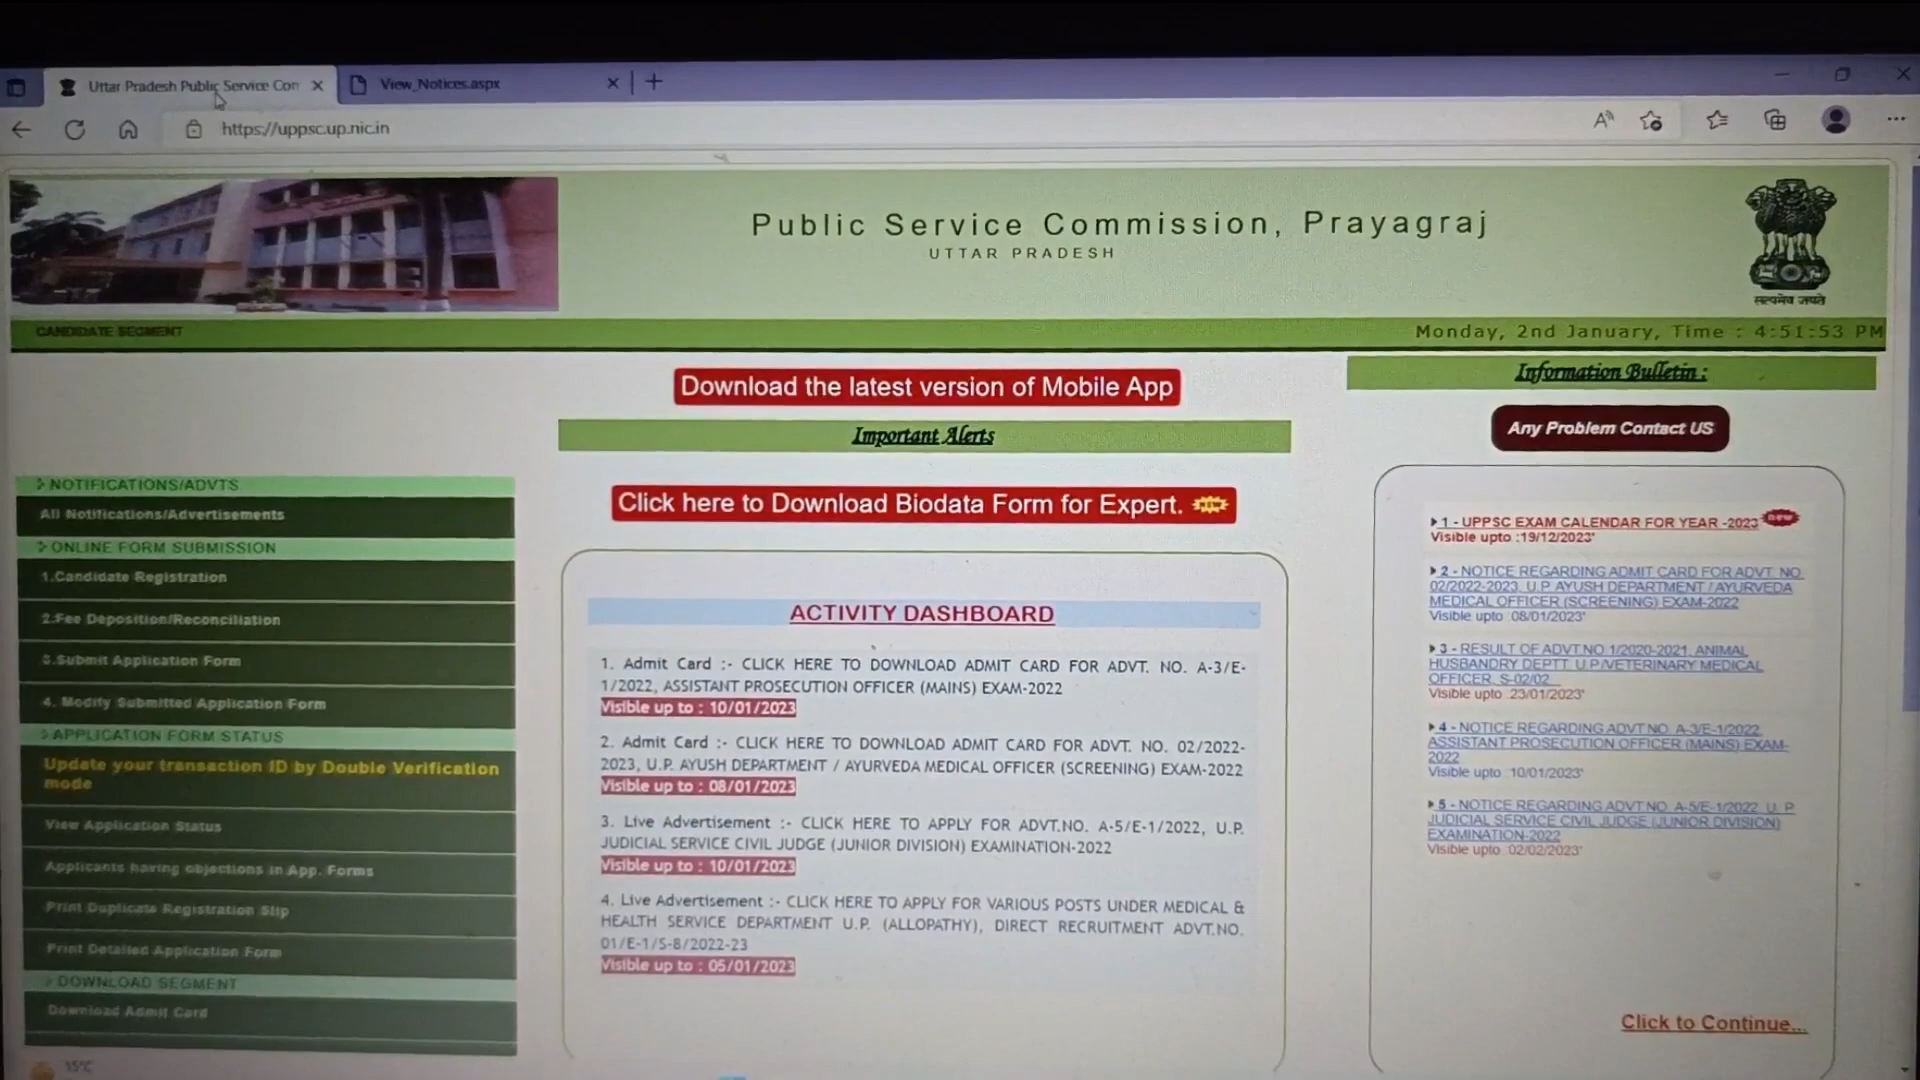 Uttar Pradesh Public Service Con
View_Notices.aspx
https://uppsc.up.nic.in
Public Service Commission, Prayagraj
UTTAR PRADESH
सत्यमेव जयते
CANDIDATE SEGMENT
Monday, 2nd January, Time : 4:51:53 PM
Download the latest version of Mobile App
Information Bulletin :
Important Alerts
Any Problem Contact US
NOTIFICATIONS/ADVTS
All Notifications/Advertisements
ONLINE FORM SUBMISSION
1.Candidate Registration
2.Fee Deposition/Reconciliation
3.Submit Application Form
4. Modify Submitted Application Form
APPLICATION FORM STATUS
Update your transaction ID by Double Verification
mode
View Application Status
Applicants having objections in App. Forms
Print Duplicate Registration Slip
Print Detailed Application Form
DOWNLOAD SEGMENT
Download Admit Card
Click here to Download Biodata Form for Expert.
ACTIVITY DASHBOARD
1. Admit Card :- CLICK HERE TO DOWNLOAD ADMIT CARD FOR ADVT. NO. A-3/E-
1/2022, ASSISTANT PROSECUTION OFFICER (MAINS) EXAM-2022
Visible up to : 10/01/2023
2. Admit Card :- CLICK HERE TO DOWNLOAD ADMIT CARD FOR ADVT. NO. 02/2022-
2023, U.P. AYUSH DEPARTMENT / AYURVEDA MEDICAL OFFICER (SCREENING) EXAM-2022
Visible up to : 08/01/2023
3. Live Advertisement :- CLICK HERE TO APPLY FOR ADVT.NO. A-5/E-1/2022, U.P.
JUDICIAL SERVICE CIVIL JUDGE (JUNIOR DIVISION) EXAMINATION-2022
Visible up to : 10/01/2023
4. Live Advertisement :- CLICK HERE TO APPLY FOR VARIOUS POSTS UNDER MEDICAL &
HEALTH SERVICE DEPARTMENT U.P. (ALLOPATHY), DIRECT RECRUITMENT ADVT.NO.
01/E-1/S-8/2022-23
Visible up to : 05/01/2023
1 - UPPSC EXAM CALENDAR FOR YEAR -2023 new
Visible upto :19/12/2023'
2 - NOTICE REGARDING ADMIT CARD FOR ADVT. NO.
02/2022-2023, U.P AYUSH DEPARTMENT / AYURVEDA
MEDICAL OFFICER (SCREENING) EXAM-2022
Visible upto :08/01/2023'
3 - RESULT OF ADVT NO.1/2020-2021, ANIMAL
HUSBANDRY DEPTT. U.P/VETERINARY MEDICAL
OFFICER, S-02/02
Visible upto :23/01/2023'
4 - NOTICE REGARDING ADVT.NO. A-3/E-1/2022,
ASSISTANT PROSECUTION OFFICER (MAINS) EXAM-
2022
Visible upto :10/01/2023'
5 - NOTICE REGARDING ADVT.NO. A-5/E-1/2022, U. P.
JUDICIAL SERVICE CIVIL JUDGE (JUNIOR DIVISION)
EXAMINATION-2022
Visible upto :02/02/2023'
Click to Continue...
15°C